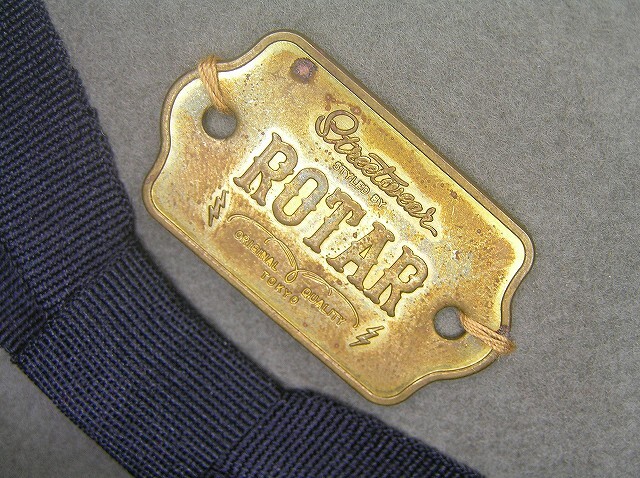 Streetwear
STYLED BY
ROTAR
ORIGINAL QUALITY
TOKYO